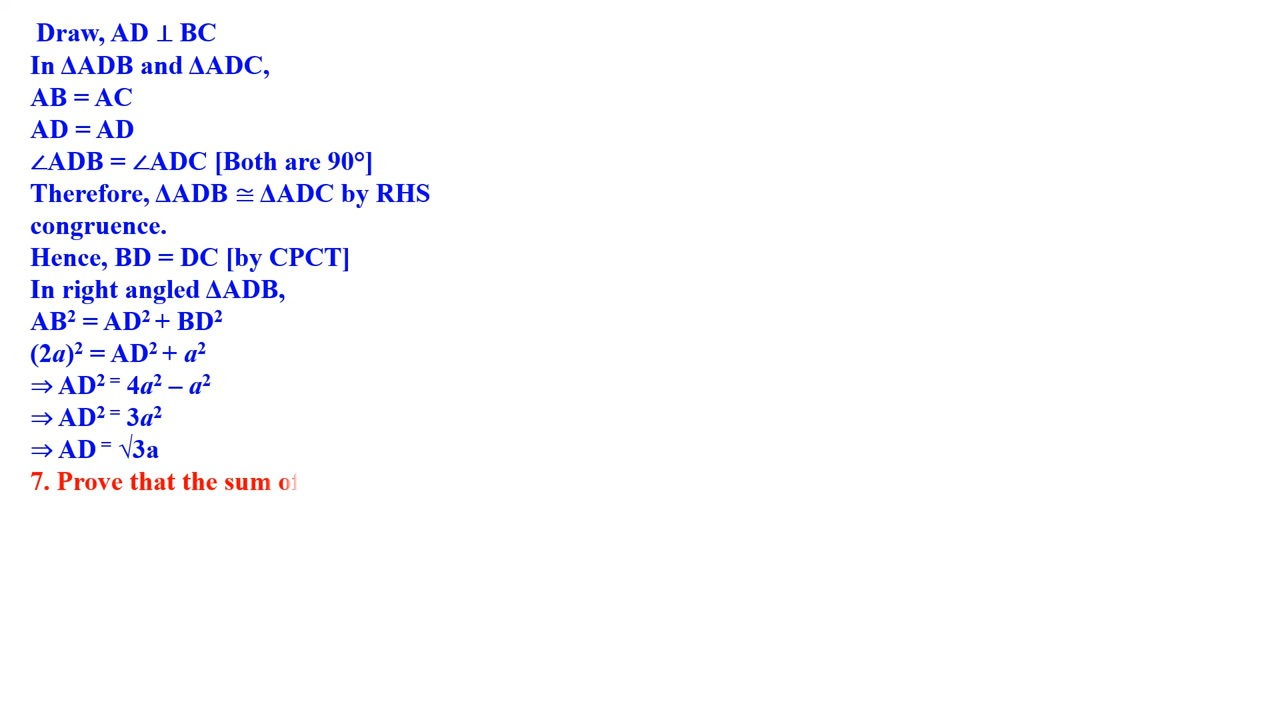 Draw, AD ⊥ BC
In ΔADB and ΔADC,
AB = AC
AD = AD
∠ADB = ∠ADC [Both are 90°]
Therefore, ΔADB ≅ ΔADC by RHS
congruence.
Hence, BD = DC [by CPCT]
In right angled ΔADB,
AB² = AD² + BD²
(2a)² = AD² + a²
⇒ AD² = 4a² – a²
⇒ AD² = 3a²
⇒ AD = √3a
7. Prove that the sum of